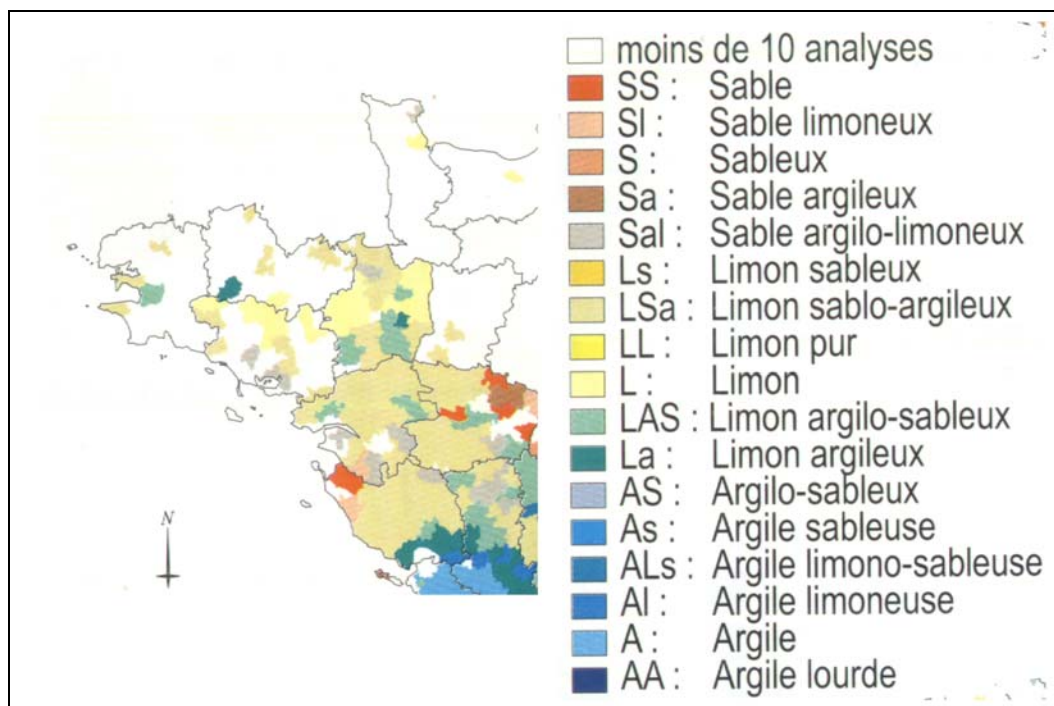 moins de 10 analyses
SS : Sable
Sl : Sable limoneux
S : Sableux
Sa : Sable argileux
Sal : Sable argilo-limoneux
Ls : Limon sableux
LSa : Limon sablo-argileux
LL : Limon pur
L : Limon
LAS : Limon argilo-sableux
La : Limon argileux
AS : Argilo-sableux
As : Argile sableuse
ALs : Argile limono-sableuse
Al : Argile limoneuse
A : Argile
AA : Argile lourde
N